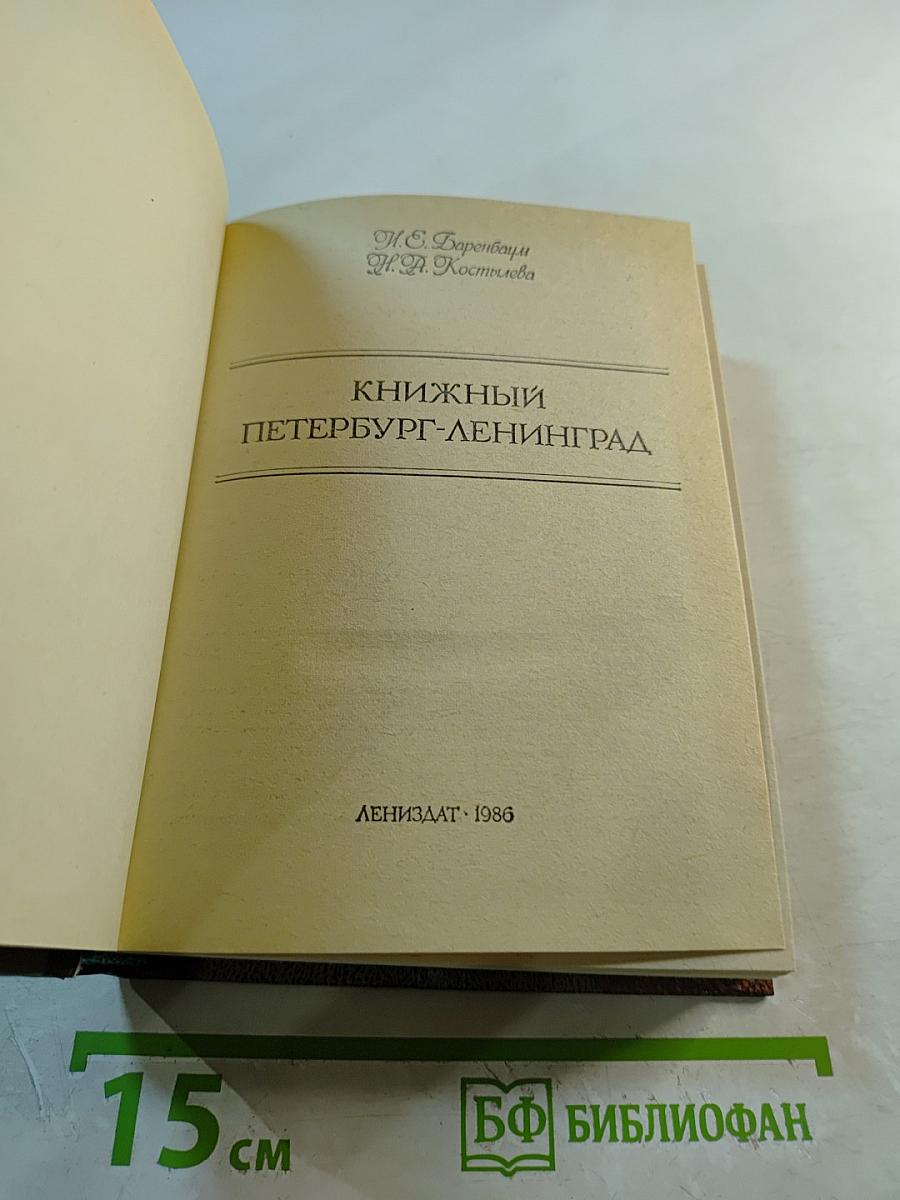 И. Е. Баренбаум
Н. А. Костылева
КНИЖНЫЙ
ПЕТЕРБУРГ-ЛЕНИНГРАД
ЛЕНИЗДАТ · 1986
15 см
БФ БИБЛИОФАН